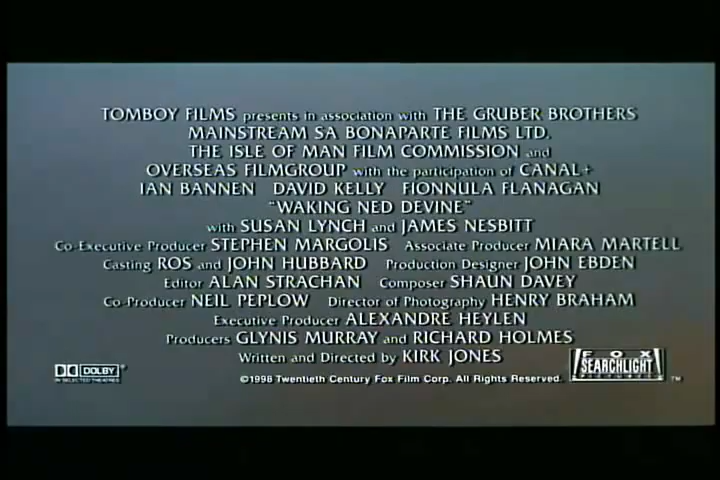 TOMBOY FILMS presents in association with THE GRUBER BROTHERS
MAINSTREAM SA BONAPARTE FILMS LTD.
THE ISLE OF MAN FILM COMMISSION and
OVERSEAS FILMGROUP with the participation of CANAL+
IAN BANNEN DAVID KELLY FIONNULA FLANAGAN
"WAKING NED DEVINE"
with SUSAN LYNCH and JAMES NESBITT
Co-Executive Producer STEPHEN MARGOLIS Associate Producer MIARA MARTELL
Casting ROS and JOHN HUBBARD Production Designer JOHN EBDEN
Editor ALAN STRACHAN Composer SHAUN DAVEY
Co-Producer NEIL PEPLOW Director of Photography HENRY BRAHAM
Executive Producer ALEXANDRE HEYLEN
Producers GLYNIS MURRAY and RICHARD HOLMES
Written and Directed by KIRK JONES
DOLBY
IN SELECTED THEATRES
©1998 Twentieth Century Fox Film Corp. All Rights Reserved.
FOX
SEARCHLIGHT
TM